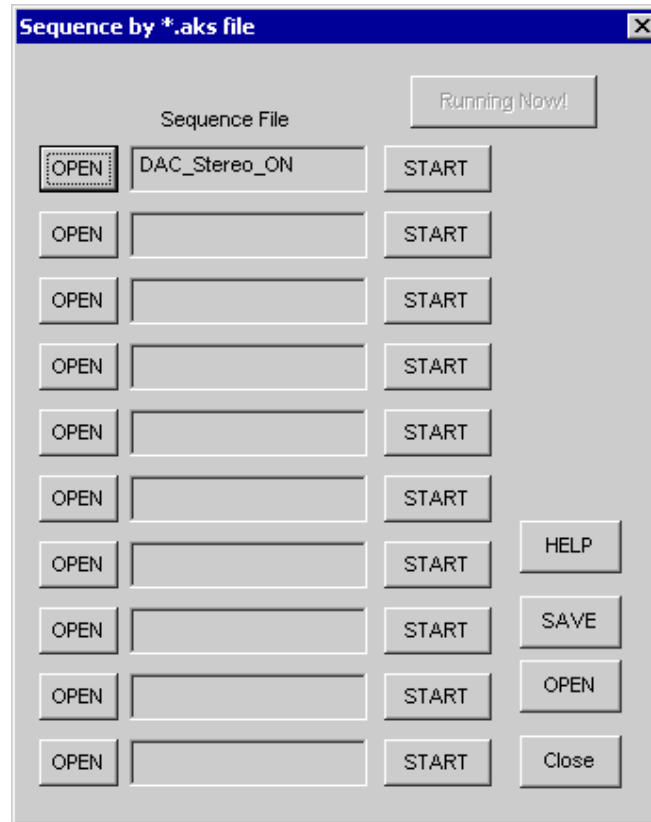 Sequence by *.aks file
Running Now!
Sequence File
OPEN DAC_Stereo_ON START
OPEN START
OPEN START
OPEN START
OPEN START
OPEN START
OPEN START
HELP
OPEN START
SAVE
OPEN START
OPEN
OPEN START
Close